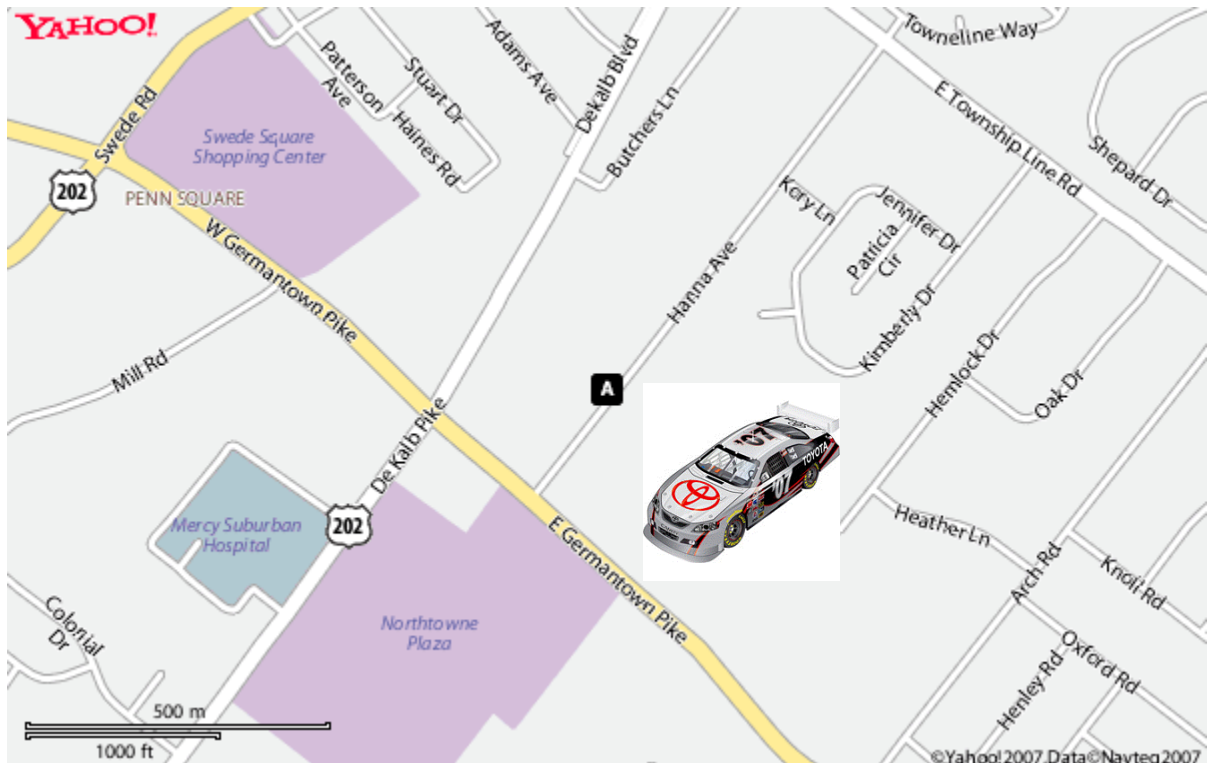 YAHOO!
Towneline Way
Adams Ave
Stuart Dr
Patterson
Ave
Dekalb Blvd
Butchers Ln
Haines Rd
Swede Rd
E Township Line Rd
Shepard Dr
Swede Square
Shopping Center
202
PENN SQUARE
Kory Ln
Jennifer Dr
Patricia
Cir
W Germantown Pike
Hanna Ave
Kimberly Dr
Hemlock Dr
Oak Dr
Mill Rd
A
De Kalb Pike
'07
TOYOTA
'07
Mercy Suburban
Hospital
202
E Germantown Pike
Heather Ln
Arch Rd
Knoll Rd
Colonial
Dr
Northtowne
Plaza
Oxford Rd
Henley Rd
500 m
1000 ft
©Yahoo!2007,Data©Navteq2007